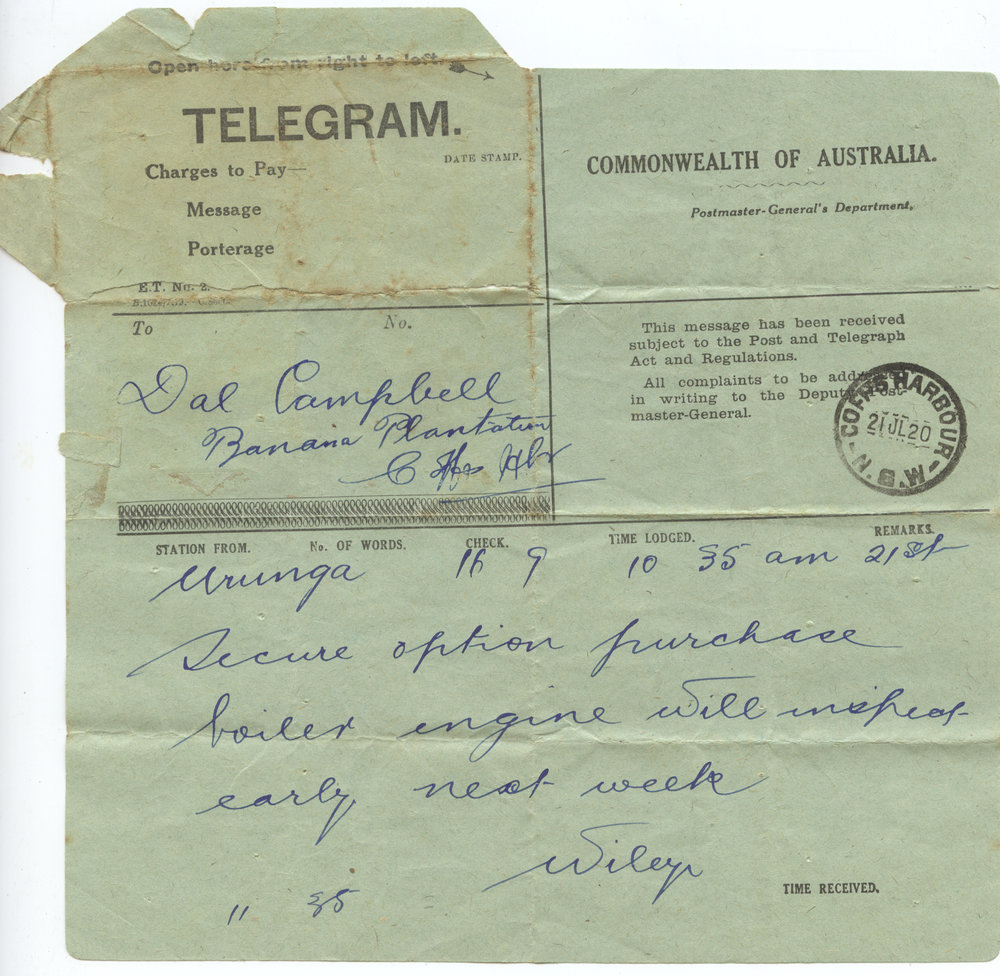 Open here from right to left.
TELEGRAM.
DATE STAMP.
Charges to Pay—
Message
Porterage
E.T. No. 2.
COMMONWEALTH OF AUSTRALIA.
Postmaster-General's Department.
To No.
Dal Campbell
Banana Plantation
C Hbr
This message has been received
subject to the Post and Telegraph
Act and Regulations.
All complaints to be addressed
in writing to the Deputy Post-
master-General.
COFFS HARBOUR
21 JL 20
N.S.W.
STATION FROM. No. OF WORDS. CHECK. TIME LODGED. REMARKS.
Urunga 16 9 10 35 am 21st
Secure option purchase
boiler engine will inspect
early next week
Wiley
TIME RECEIVED.
11 35